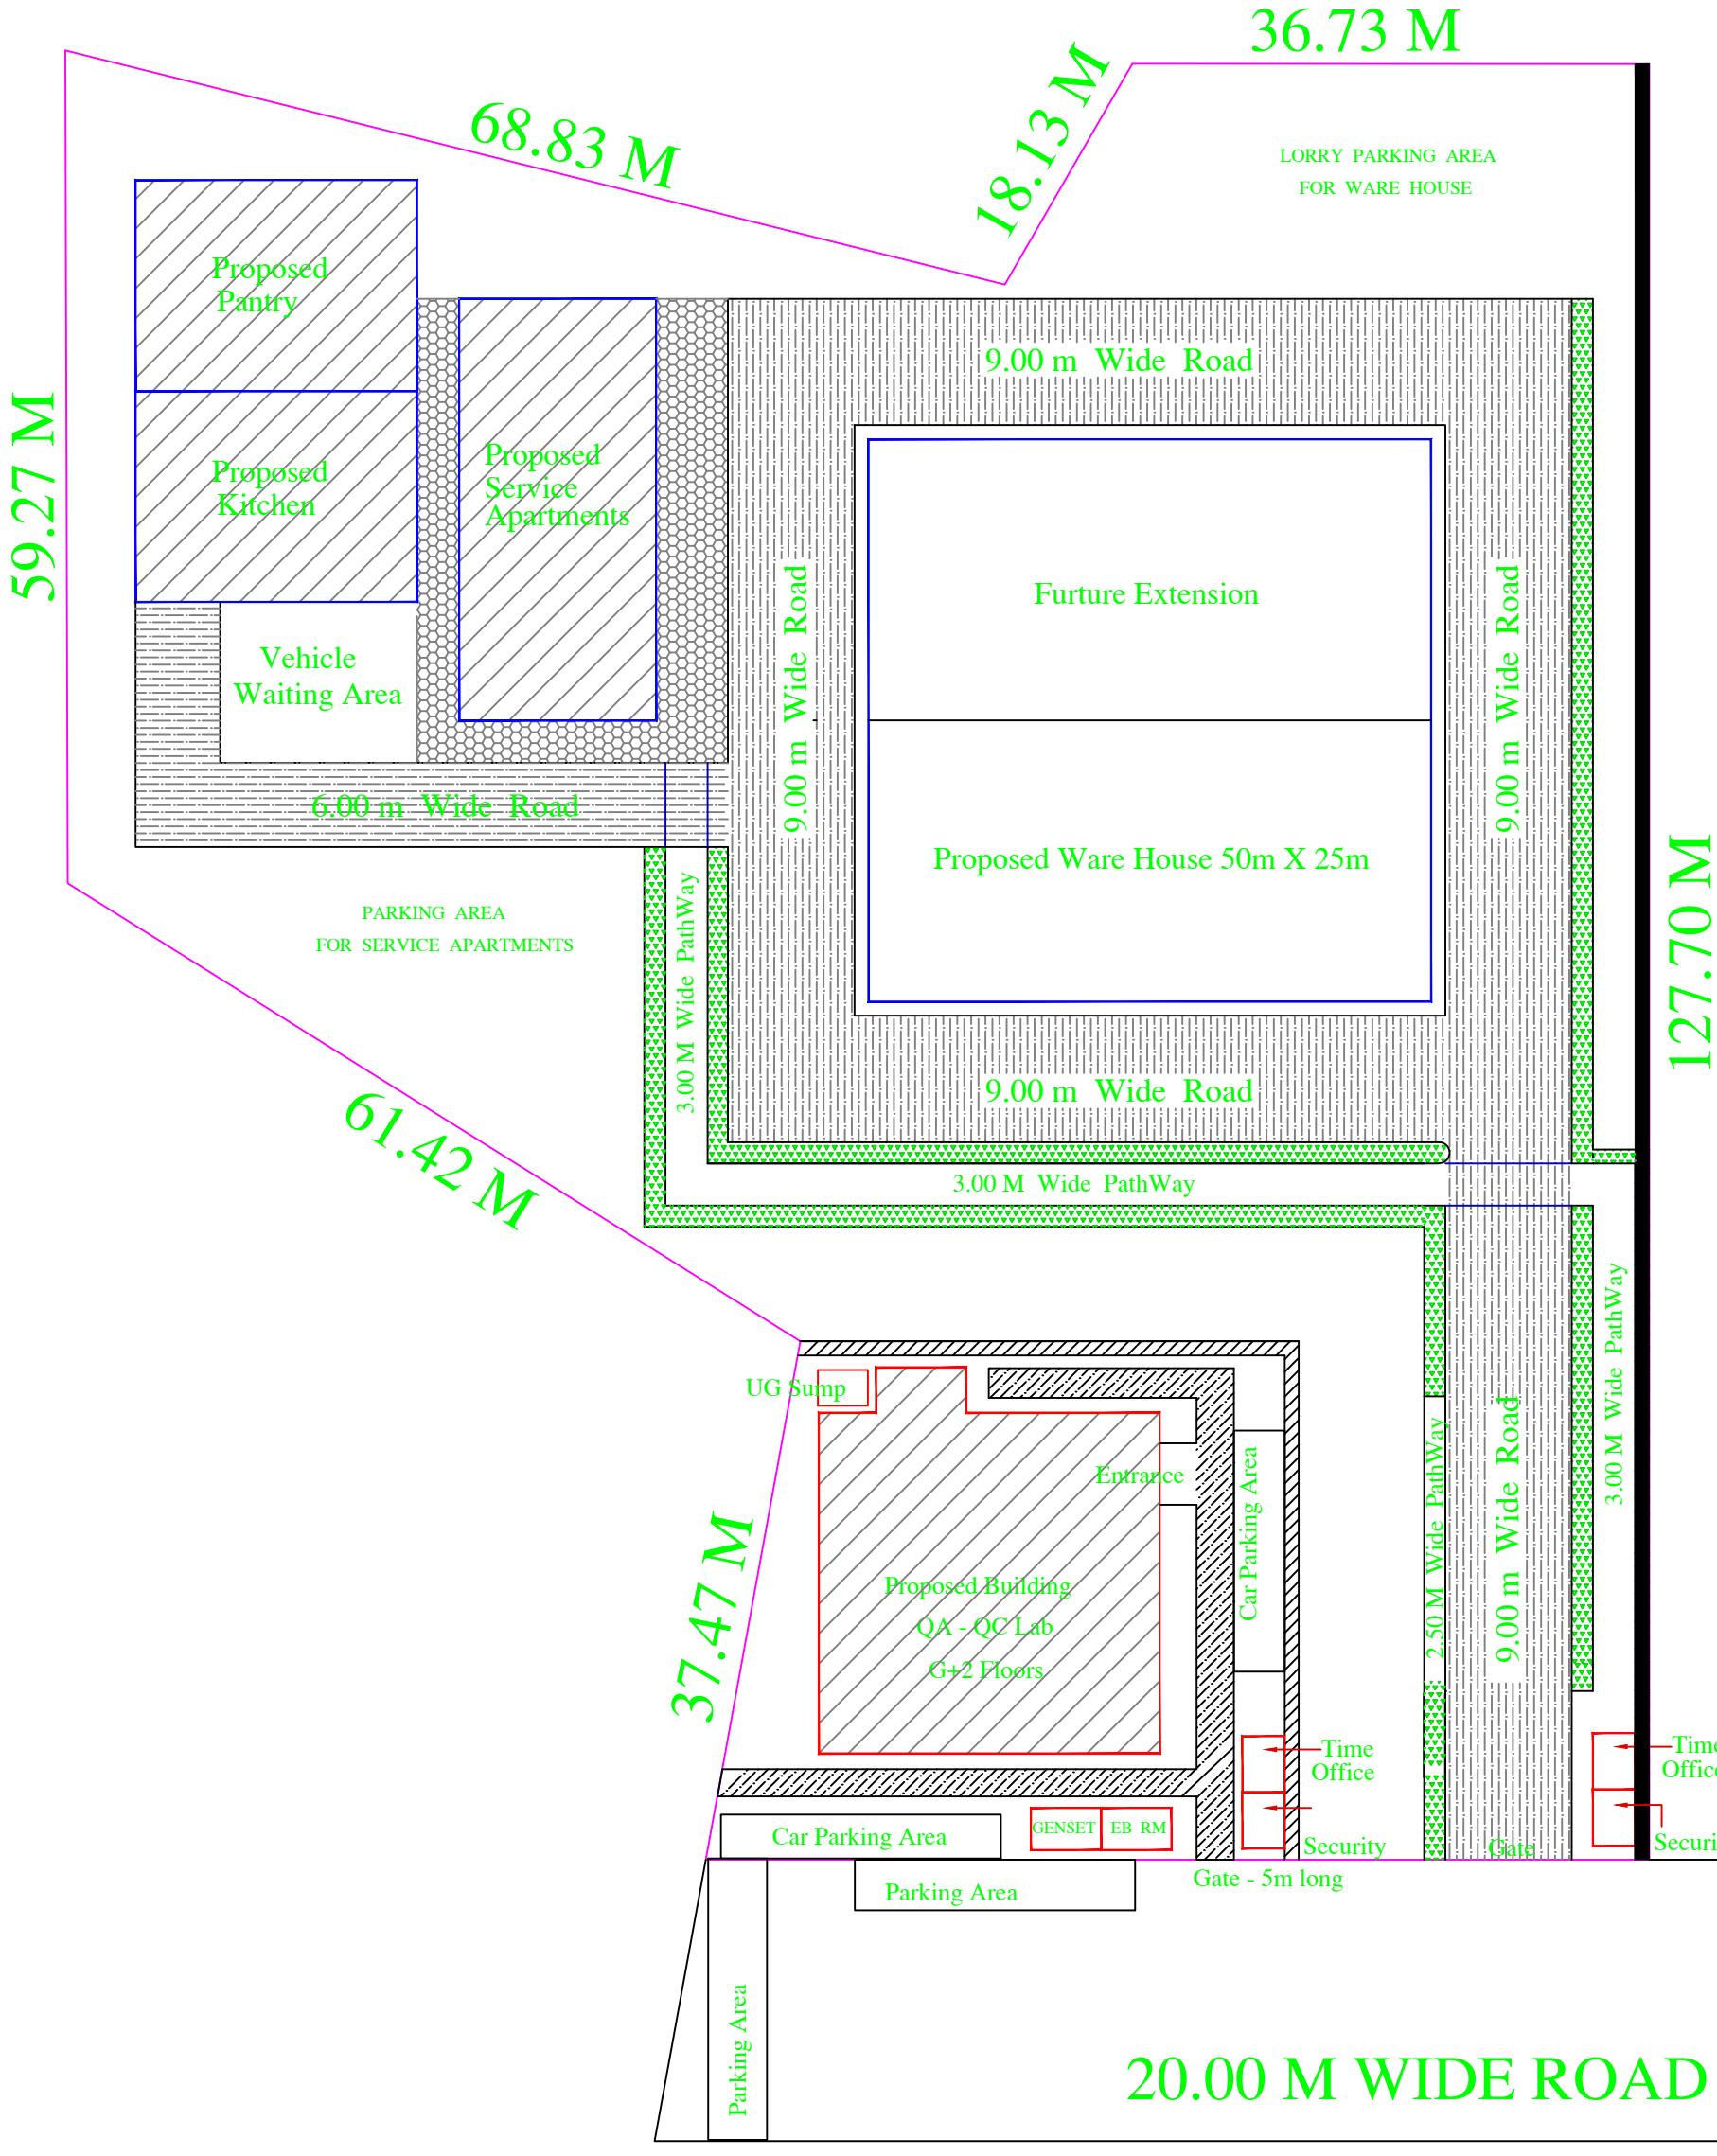 36.73 M
68.83 M
18.13 M
LORRY PARKING AREA
FOR WARE HOUSE
Proposed
Pantry
9.00 m Wide Road
59.27 M
Proposed
Kitchen
Proposed
Service
Apartments
Furture Extension
9.00 m Wide Road
9.00 m Wide Road
Vehicle
Waiting Area
6.00 m Wide Road
Proposed Ware House 50m X 25m
127.70 M
PARKING AREA
FOR SERVICE APARTMENTS
3.00 M Wide PathWay
9.00 m Wide Road
61.42 M
3.00 M Wide PathWay
3.00 M Wide PathWay
UG Sump
Entrance
Car Parking Area
2.50 M Wide PathWay
9.00 m Wide Road
37.47 M
Proposed Building
QA - QC Lab
G+2 Floors
Time
Office
Time
Office
GENSET
EB RM
Car Parking Area
Security
Gate
Securi
Gate - 5m long
Parking Area
Parking Area
20.00 M WIDE ROAD